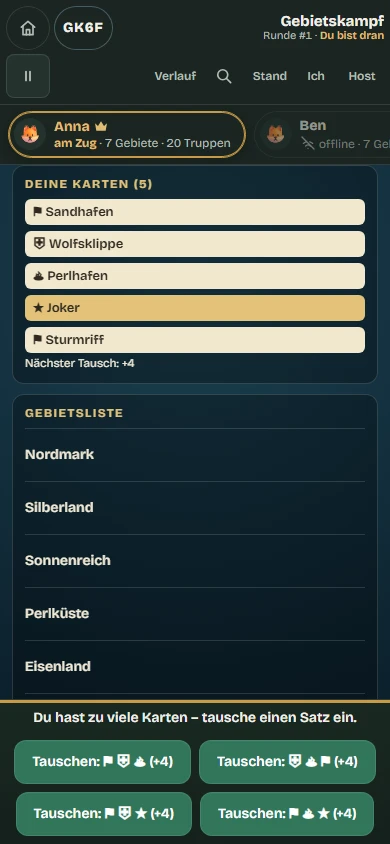 GK6F
Gebietskampf
Runde #1 · Du bist dran
Verlauf
Stand
Ich
Host
Anna
am Zug · 7 Gebiete · 20 Truppen
Ben
offline · 7 Ge
DEINE KARTEN (5)
Sandhafen
Wolfsklippe
Perlhafen
Joker
Sturmriff
Nächster Tausch: +4
GEBIETSLISTE
Nordmark
Silberland
Sonnenreich
Perlküste
Eisenland
Du hast zu viele Karten – tausche einen Satz ein.
Tauschen: (+4)
Tauschen: (+4)
Tauschen: ★ (+4)
Tauschen: ★ (+4)